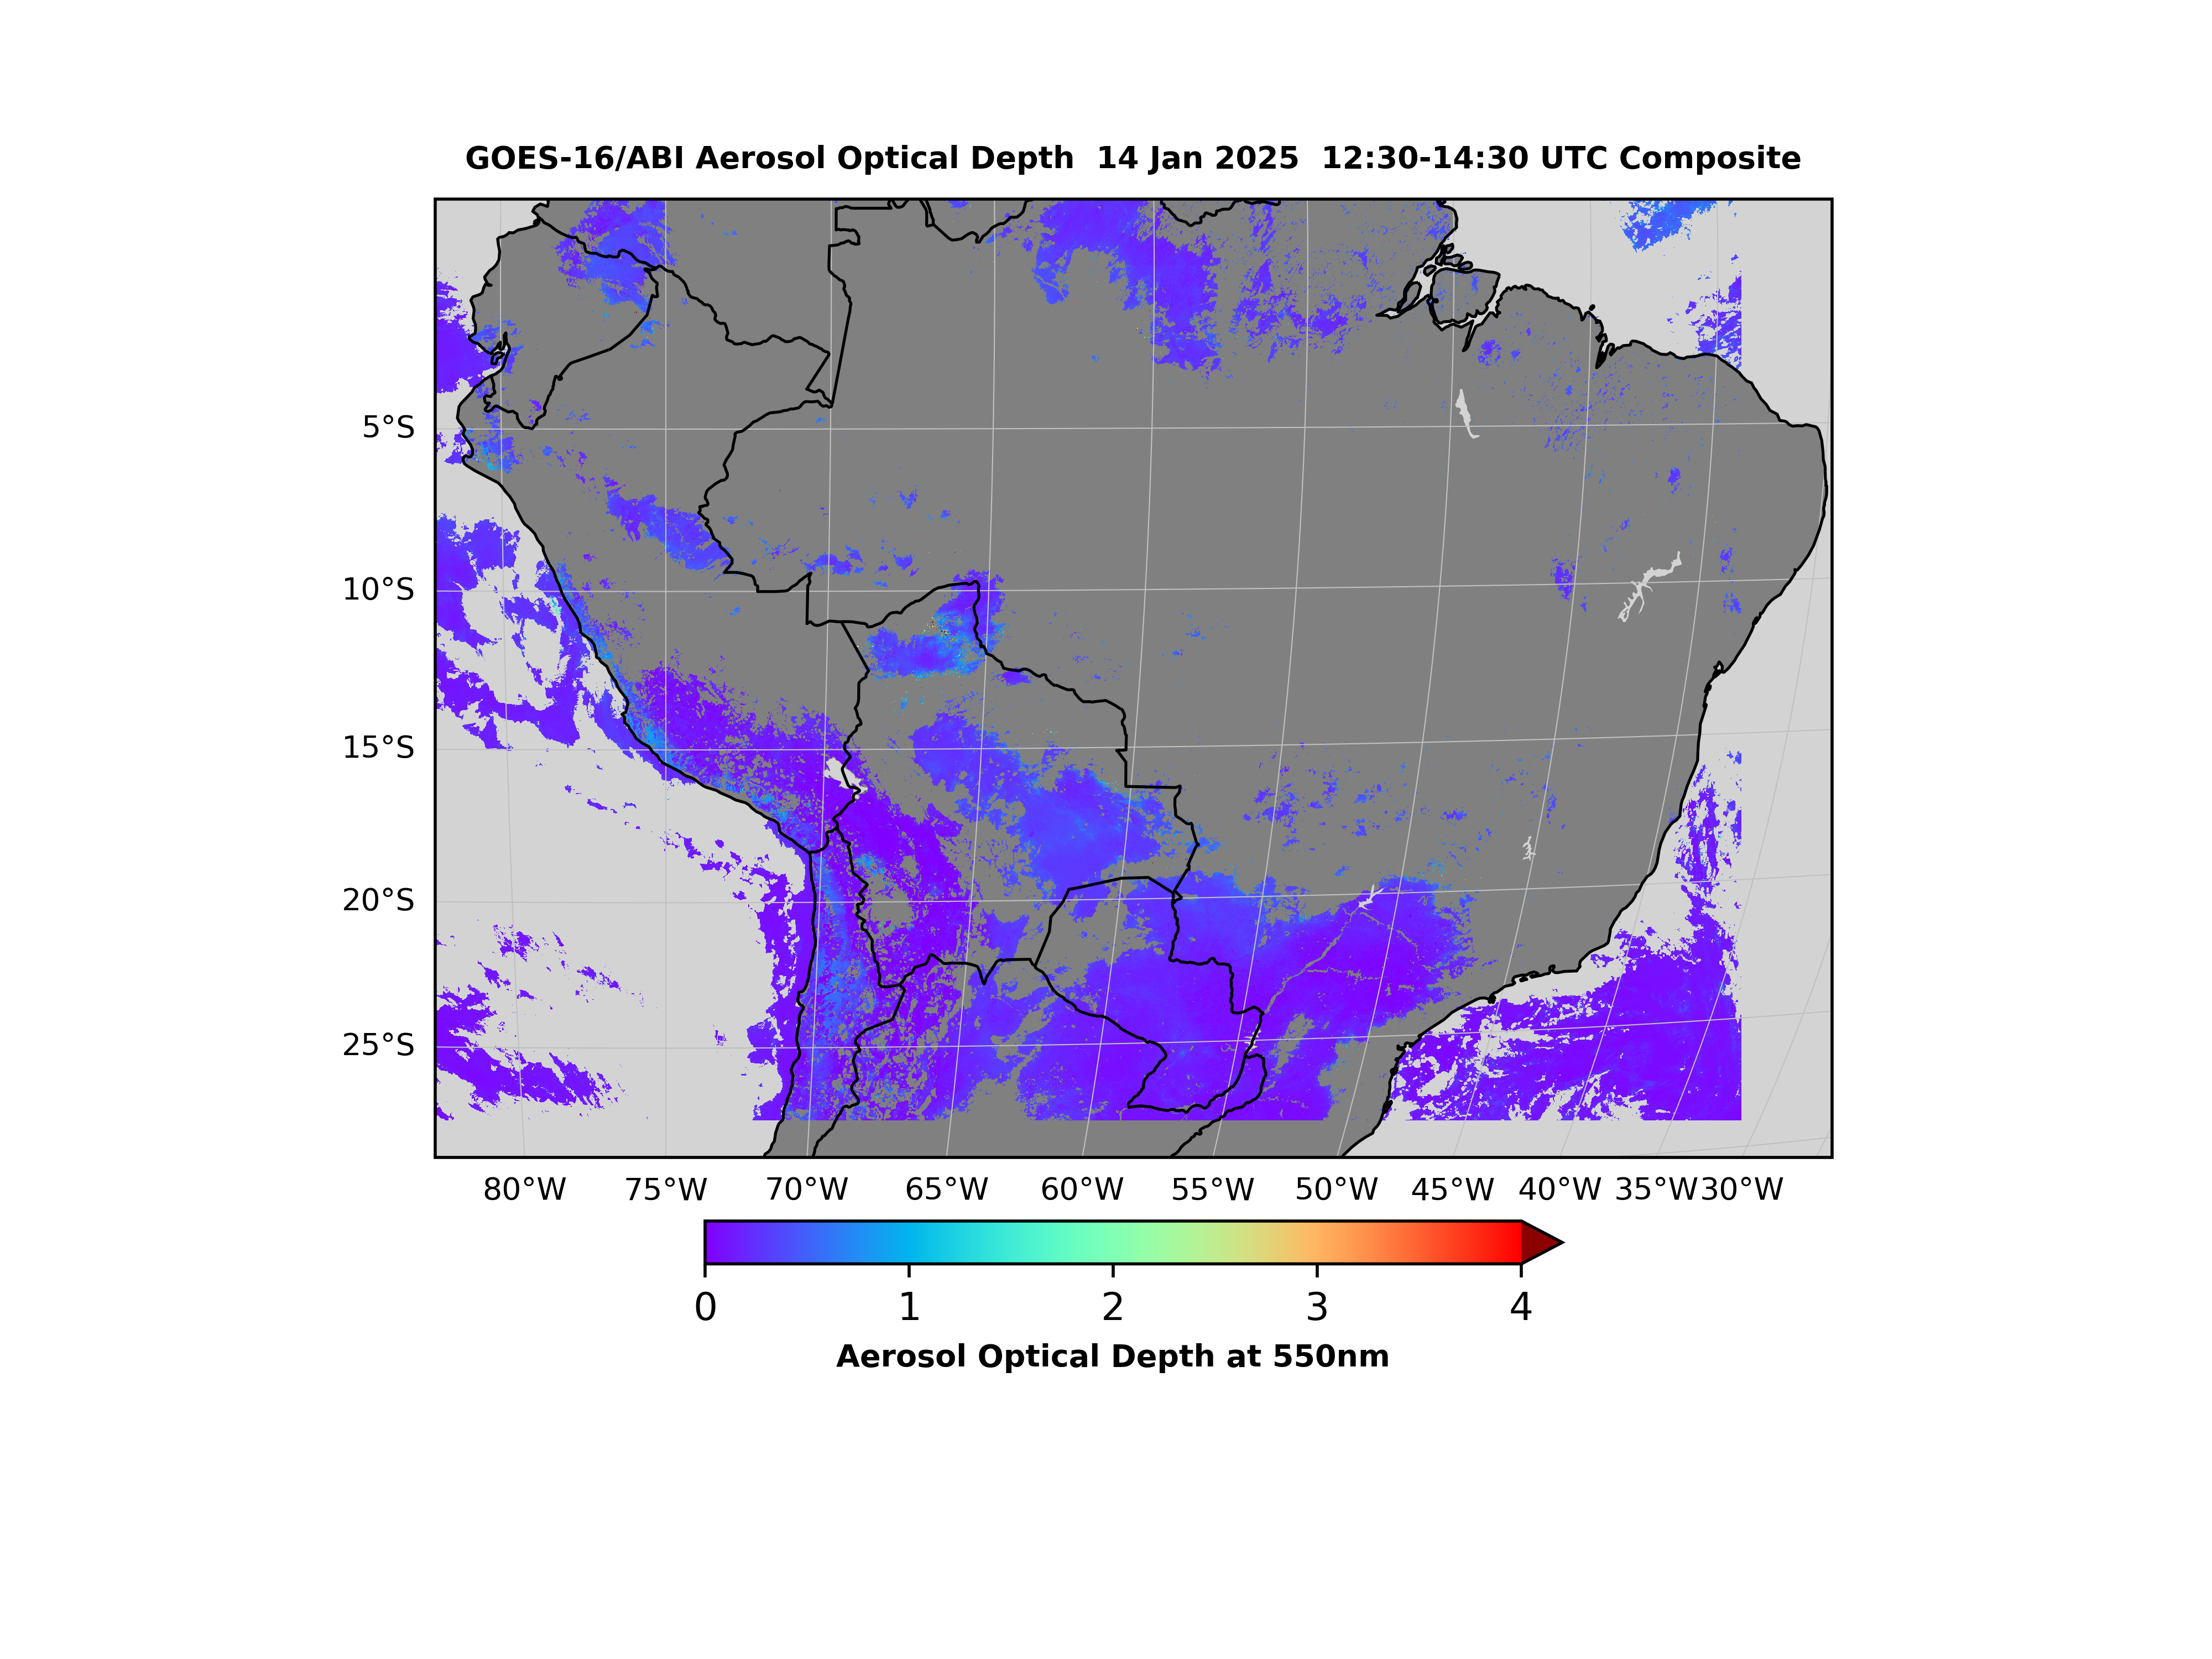 GOES-16/ABI Aerosol Optical Depth  14 Jan 2025  12:30-14:30 UTC Composite
5°S
10°S
15°S
20°S
25°S
80°W 75°W 70°W 65°W 60°W 55°W 50°W 45°W 40°W 35°W 30°W
0 1 2 3 4
Aerosol Optical Depth at 550nm